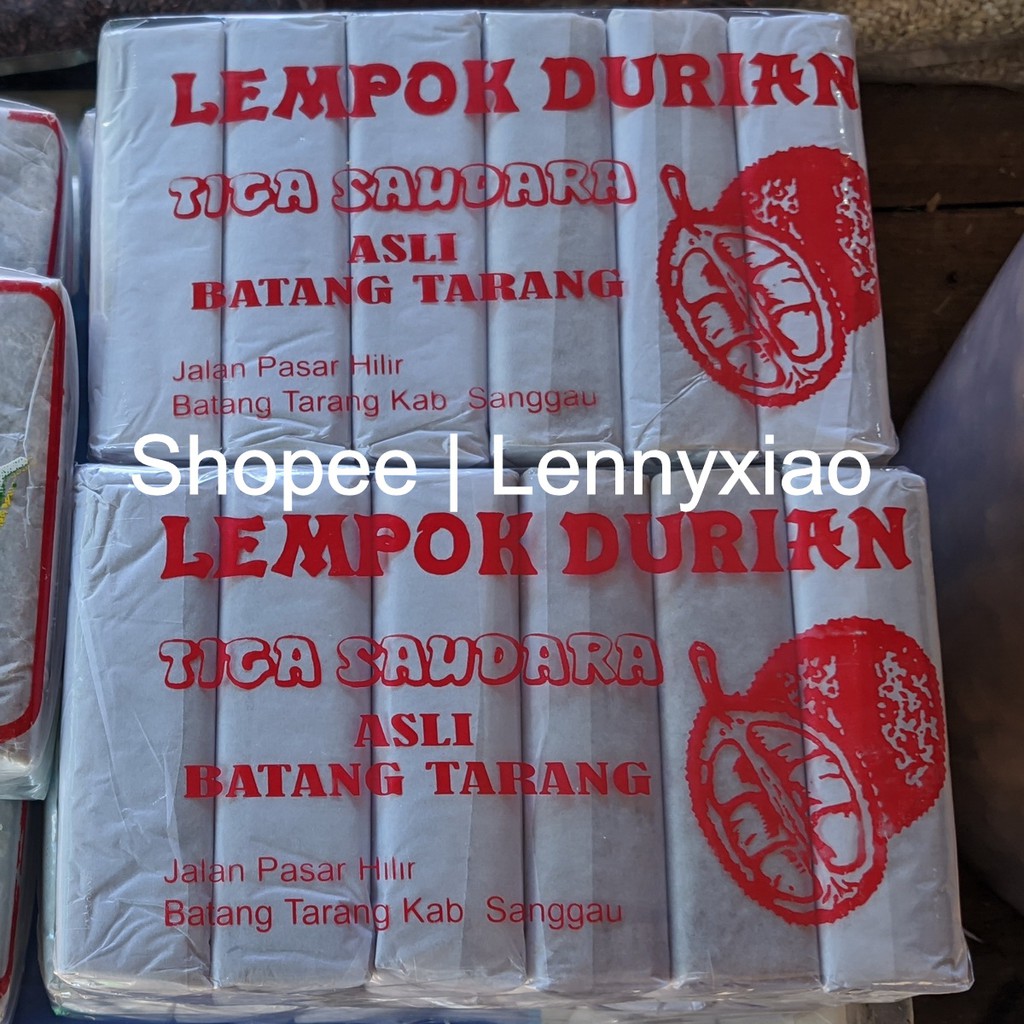 LEMPOK DURIAN
TIGA SAUDARA
ASLI
BATANG TARANG
Jalan Pasar Hilir
Batang Tarang Kab Sanggau
Shopee | Lennyxiao
LEMPOK DURIAN
TIGA SAUDARA
ASLI
BATANG TARANG
Jalan Pasar Hilir
Batang Tarang Kab Sanggau